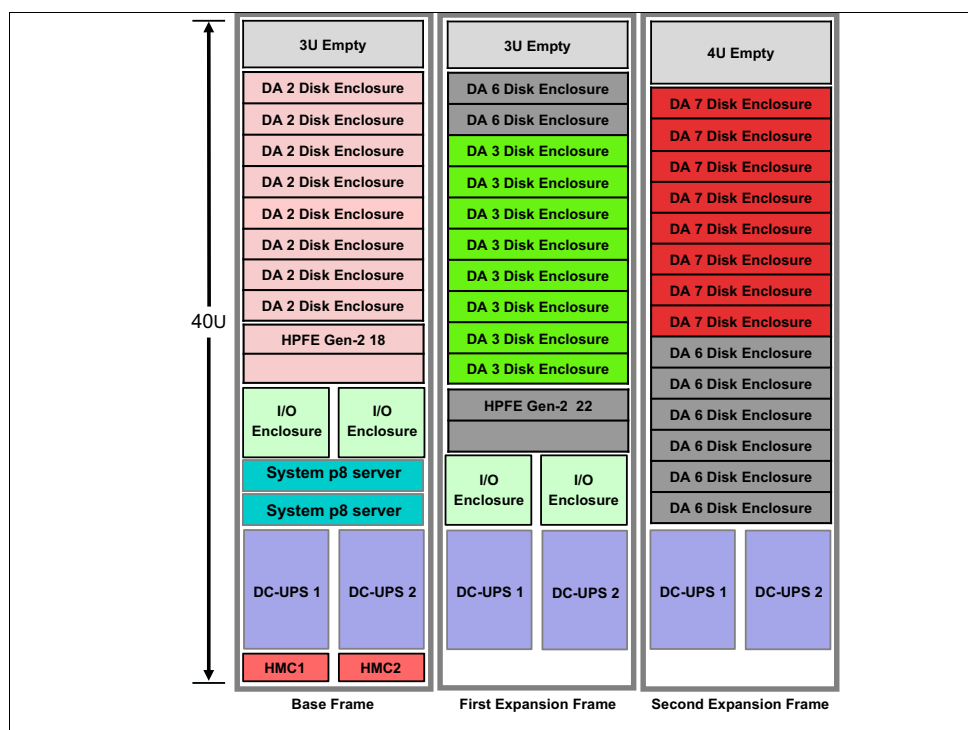 40U
3U Empty
DA 2 Disk Enclosure
DA 2 Disk Enclosure
DA 2 Disk Enclosure
DA 2 Disk Enclosure
DA 2 Disk Enclosure
DA 2 Disk Enclosure
DA 2 Disk Enclosure
DA 2 Disk Enclosure
HPFE Gen-2 18
I/O
Enclosure
I/O
Enclosure
System p8 server
System p8 server
DC-UPS 1
DC-UPS 2
HMC1
HMC2
Base Frame
3U Empty
DA 6 Disk Enclosure
DA 6 Disk Enclosure
DA 3 Disk Enclosure
DA 3 Disk Enclosure
DA 3 Disk Enclosure
DA 3 Disk Enclosure
DA 3 Disk Enclosure
DA 3 Disk Enclosure
DA 3 Disk Enclosure
DA 3 Disk Enclosure
HPFE Gen-2 22
I/O
Enclosure
I/O
Enclosure
DC-UPS 1
DC-UPS 2
First Expansion Frame
4U Empty
DA 7 Disk Enclosure
DA 7 Disk Enclosure
DA 7 Disk Enclosure
DA 7 Disk Enclosure
DA 7 Disk Enclosure
DA 7 Disk Enclosure
DA 7 Disk Enclosure
DA 7 Disk Enclosure
DA 6 Disk Enclosure
DA 6 Disk Enclosure
DA 6 Disk Enclosure
DA 6 Disk Enclosure
DA 6 Disk Enclosure
DA 6 Disk Enclosure
DC-UPS 1
DC-UPS 2
Second Expansion Frame